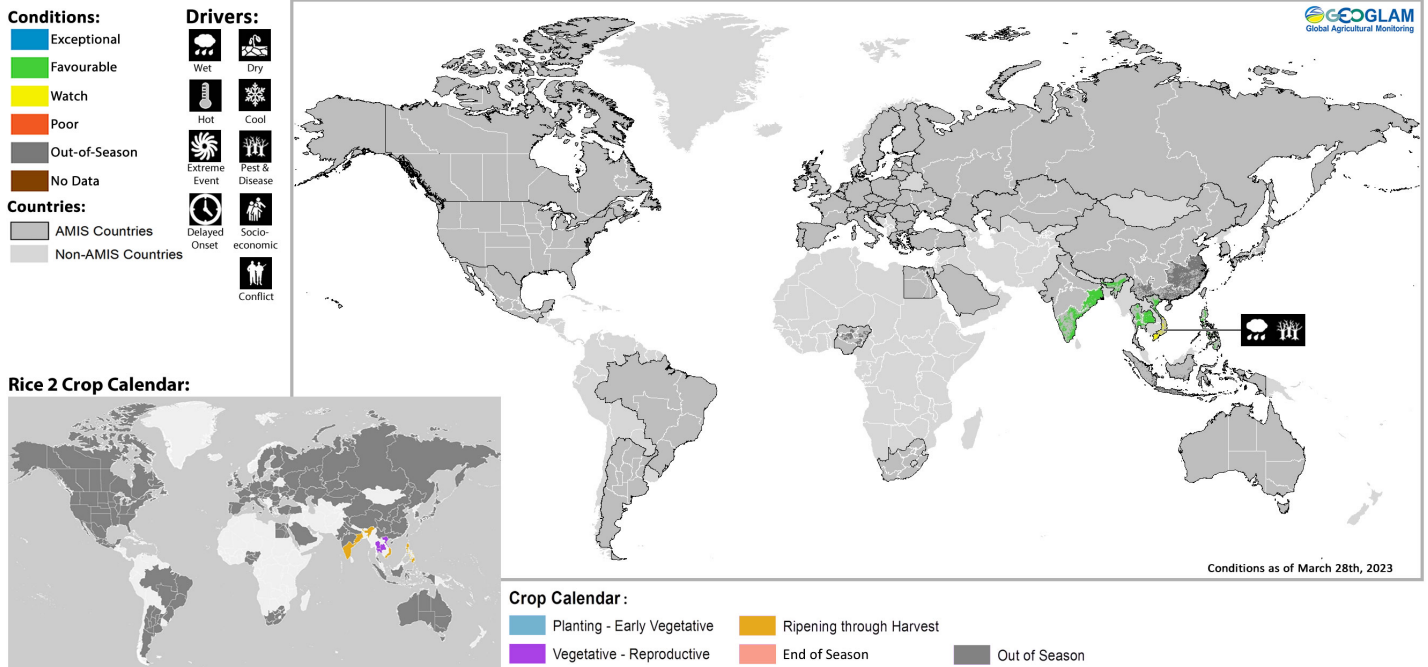 Conditions:
Exceptional
Favourable
Watch
Poor
Out-of-Season
No Data
Countries:
AMIS Countries
Non-AMIS Countries
Drivers:
Wet
Dry
Hot
Cool
Extreme
Event
Pest &
Disease
Delayed
Onset
Socio-
economic
Conflict
GEOGLAM
Global Agricultural Monitoring
Conditions as of March 28th, 2023
Rice 2 Crop Calendar:
Crop Calendar :
Planting - Early Vegetative
Ripening through Harvest
Vegetative - Reproductive
End of Season
Out of Season